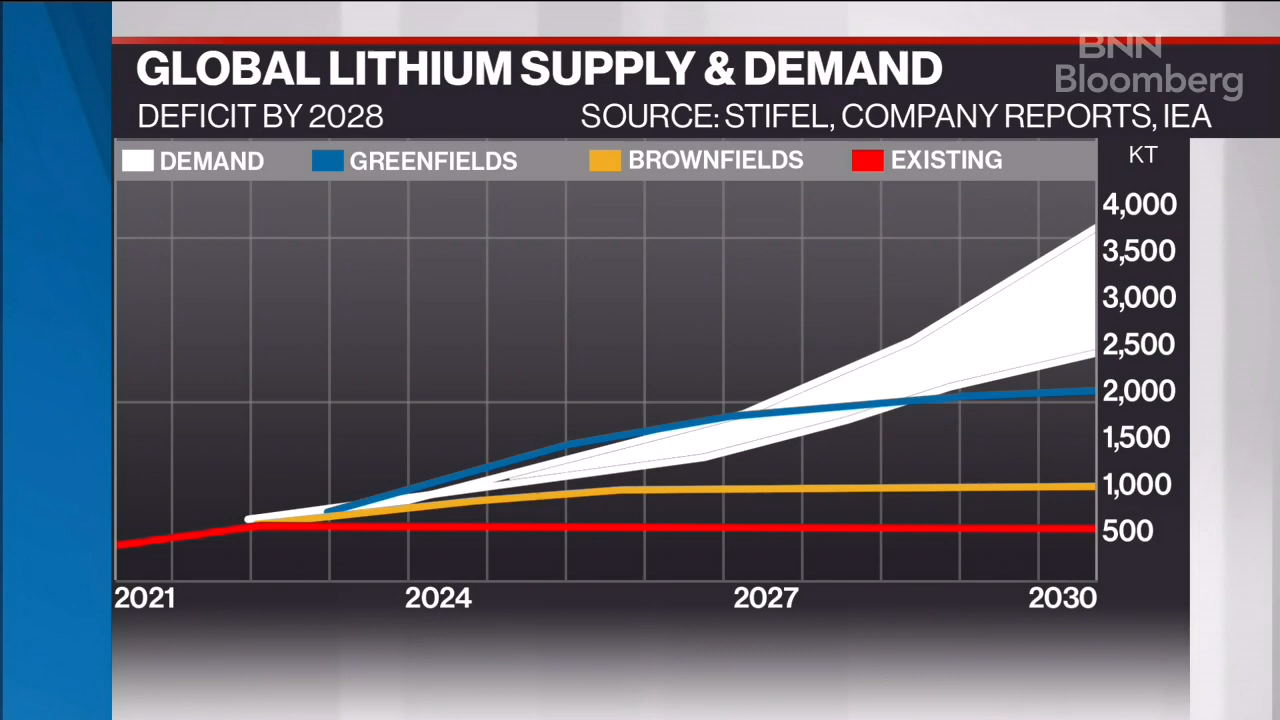 BNN
Bloomberg
GLOBAL LITHIUM SUPPLY & DEMAND
DEFICIT BY 2028 SOURCE: STIFEL, COMPANY REPORTS, IEA
DEMAND GREENFIELDS BROWNFIELDS EXISTING KT
4,000
3,500
3,000
2,500
2,000
1,500
1,000
500
2021 2024 2027 2030